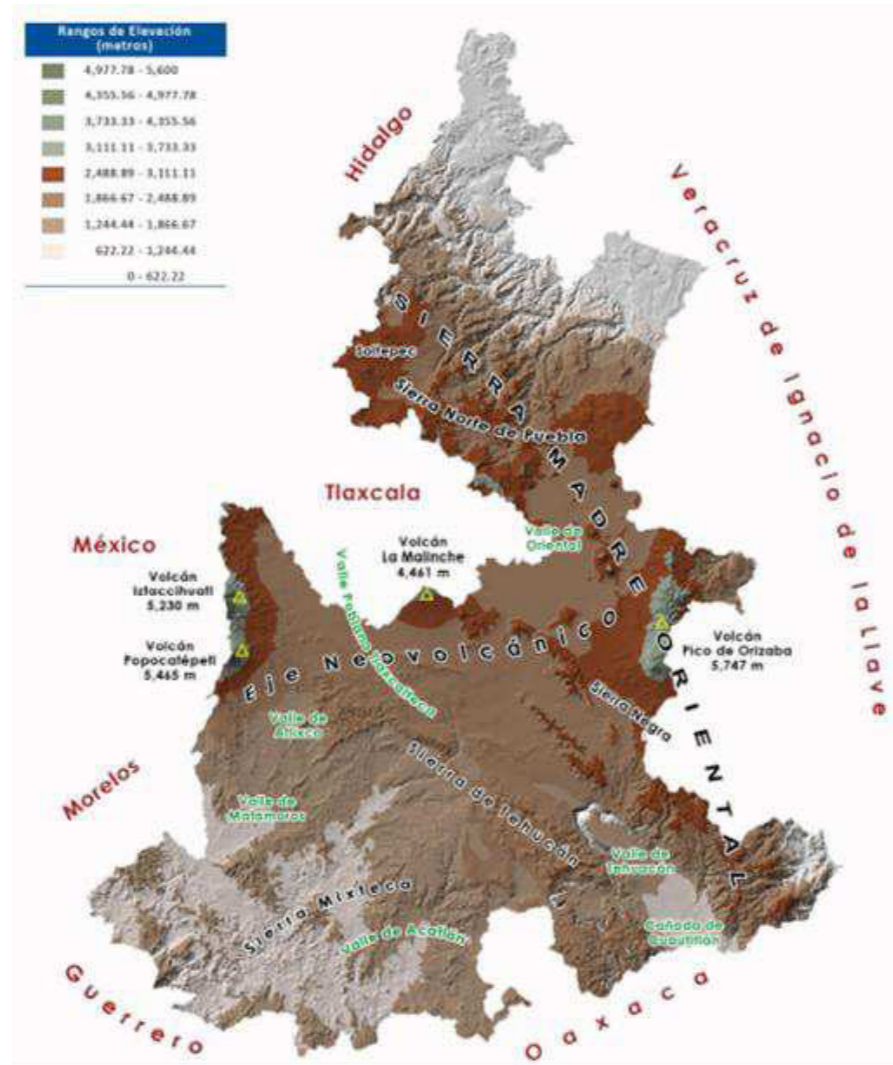 Rangos de Elevación
(metros)
4,977.78 - 5,600
4,355.56 - 4,977.78
3,733.33 - 4,355.56
3,111.11 - 3,733.33
2,488.89 - 3,111.11
1,866.67 - 2,488.89
1,244.44 - 1,866.67
622.22 - 1,244.44
0 - 622.22
Hidalgo
Veracruz de Ignacio de la Llave
SIERRA MADRE ORIENTAL
Soltepec
Sierra Norte de Puebla
Tlaxcala
México
Valle de
Oriental
Volcán
La Malinche
4,461 m
Valle Poblano Tlaxcalteca
Volcán
Iztaccíhuatl
5,230 m
Volcán
Popocatépetl
5,465 m
Volcán
Pico de Orizaba
5,747 m
Eje Neovolcánico
Sierra Negra
Valle de
Atlixco
Sierra de Tehucán
Morelos
Valle de
Matamoros
Valle de
Tehuacán
Sierra Mixteca
Valle de Acatlán
Cañada de
Cuautitlán
Guerrero
Oaxaca